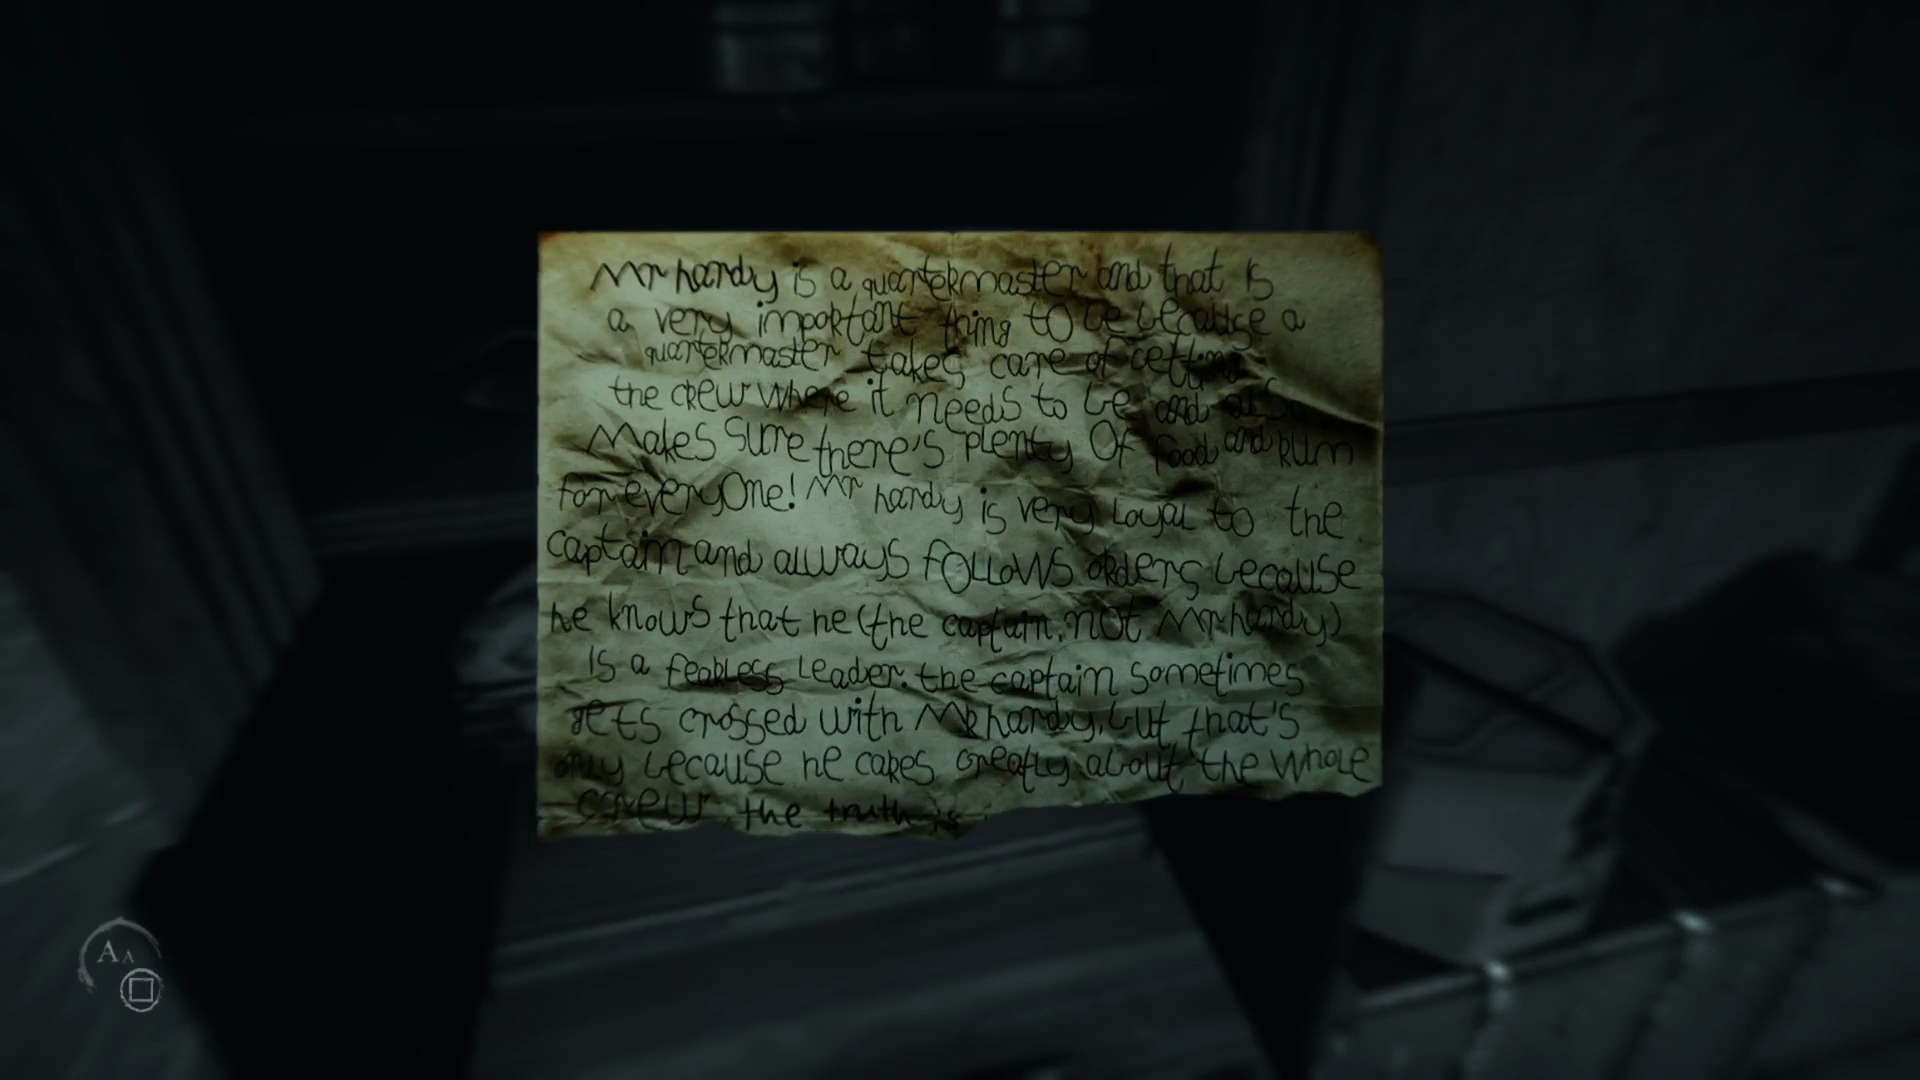 Mr hardy is a quartermaster and that is
a very important thing to be because a
quartermaster takes care of getting
the crew where it needs to be and also
Makes sure there's plenty Of food and Rum
for everyOne! Mr hardy is very Loyal to the
captain and always fOLLOWS orders because
he knows that he (the captain, nOt Mr hardy)
is a fearless Leader. the captain sometimes
gets crossed with MR hardy, but that's
only because he cares greatly about the whole
crew the truth is
A A